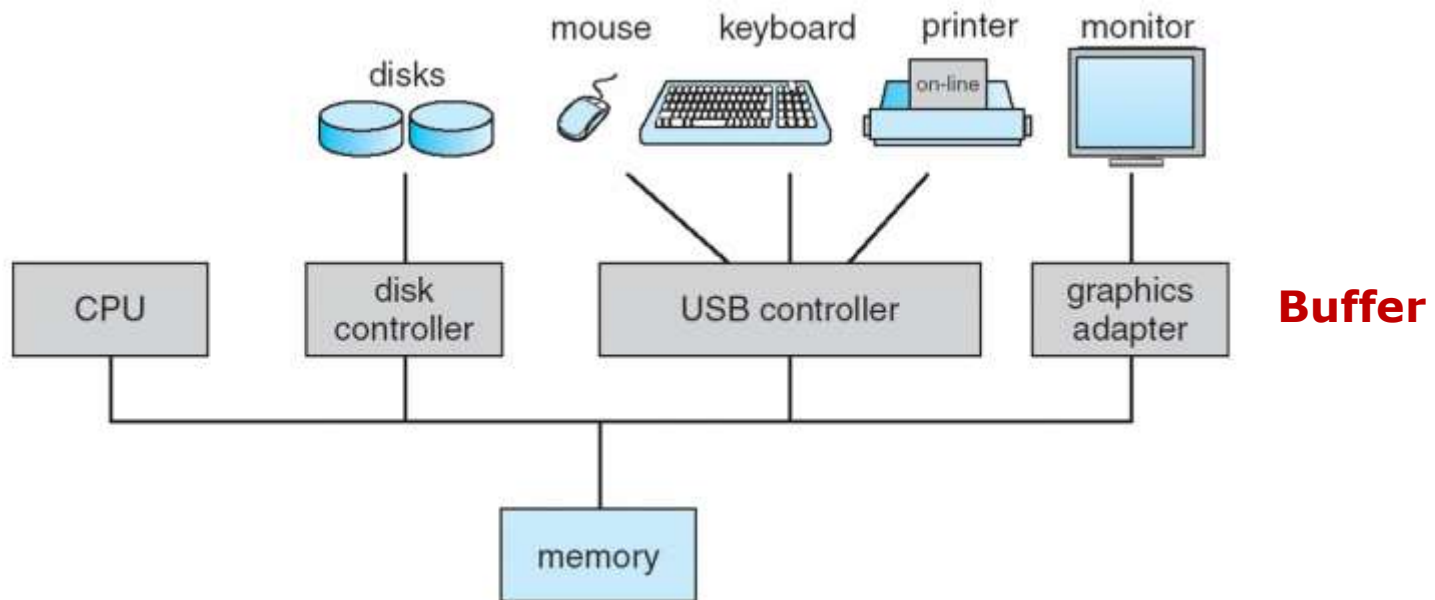 mouse
keyboard
printer
monitor
disks
on-line
CPU
disk
controller
USB controller
graphics
adapter
Buffer
memory